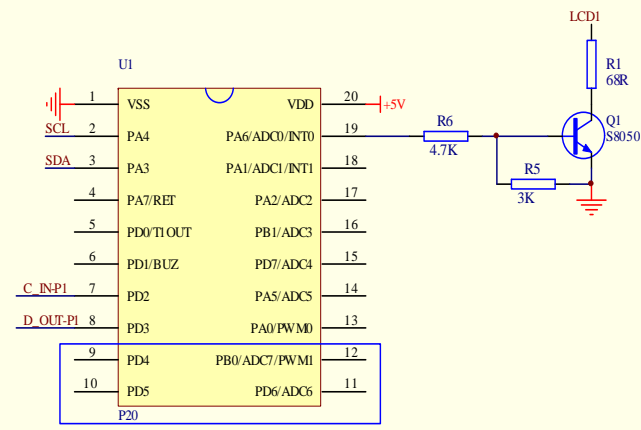 LCD1
U1
R1
68R
1 VSS VDD 20 +5V
Q1
S8050
SCL 2 PA4 PA6/ADC0/INT0 19
R6
4.7K
SDA 3 PA3 PA1/ADC1/INT1 18
R5
3K
4 PA7/RET PA2/ADC2 17
5 PD0/T1OUT PB1/ADC3 16
6 PD1/BUZ PD7/ADC4 15
C_IN-P1 7 PD2 PA5/ADC5 14
D_OUT-P1 8 PD3 PA0/PWM0 13
9 PD4 PB0/ADC7/PWM1 12
10 PD5 PD6/ADC6 11
P20